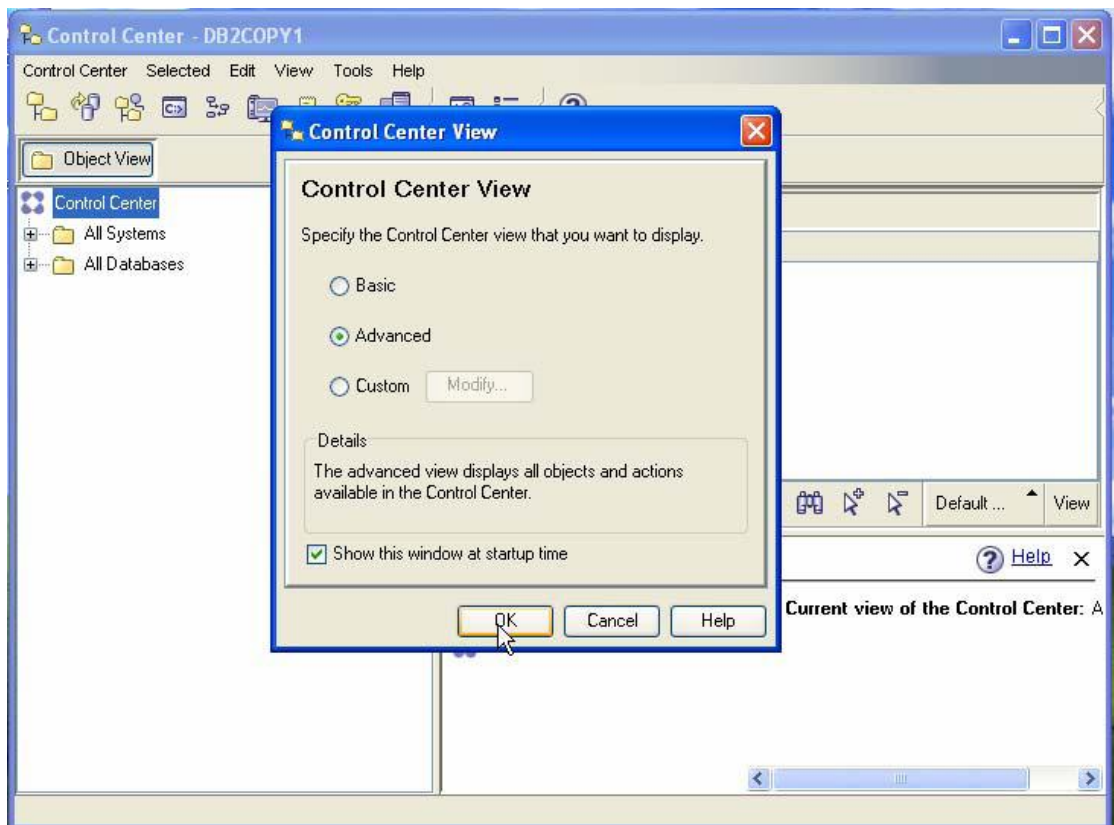 Control Center - DB2COPY1
Control Center Selected Edit View Tools Help
Object View
Control Center
All Systems
All Databases
Control Center View
Control Center View
Specify the Control Center view that you want to display.
Basic
Advanced
Custom Modify...
Details
The advanced view displays all objects and actions
available in the Control Center.
Show this window at startup time
OK Cancel Help
Default ... View
Help
Current view of the Control Center: A